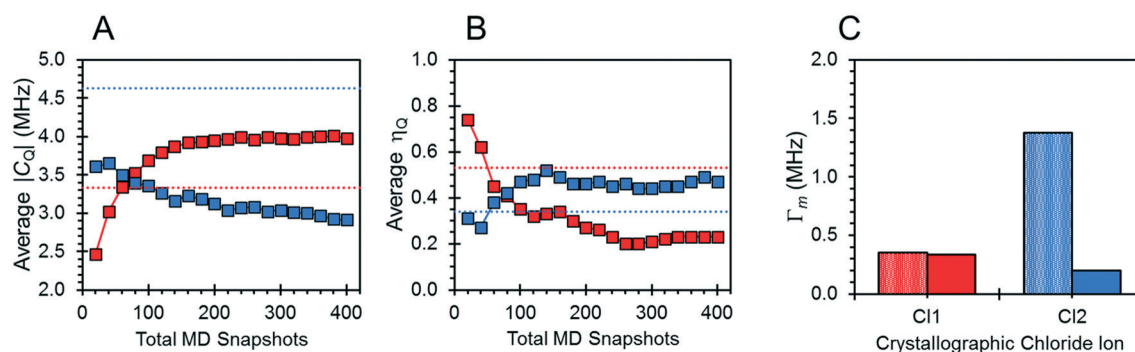 A
Average |C_Q| (MHz)
5.0
4.5
4.0
3.5
3.0
2.5
2.0
0 100 200 300 400
Total MD Snapshots
B
Average η_Q
1.0
0.8
0.6
0.4
0.2
0.0
0 100 200 300 400
Total MD Snapshots
C
Γ_m (MHz)
2.0
1.5
1.0
0.5
0.0
Cl1 Cl2
Crystallographic Chloride Ion